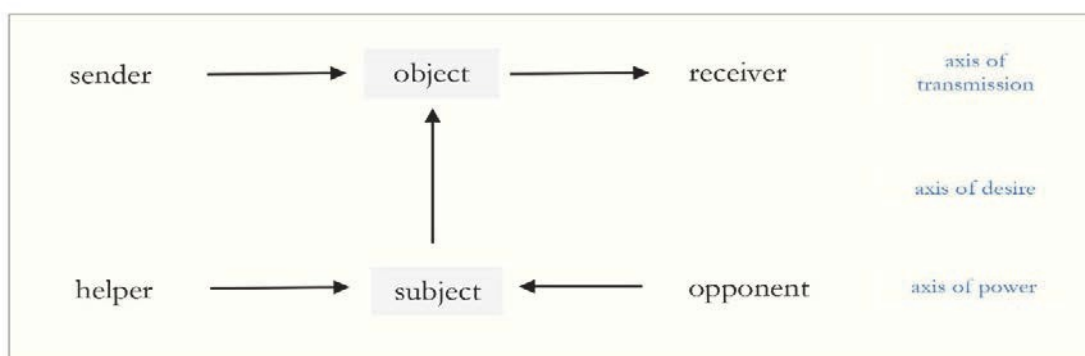 sender object receiver axis of
transmission
axis of desire
helper subject opponent axis of power